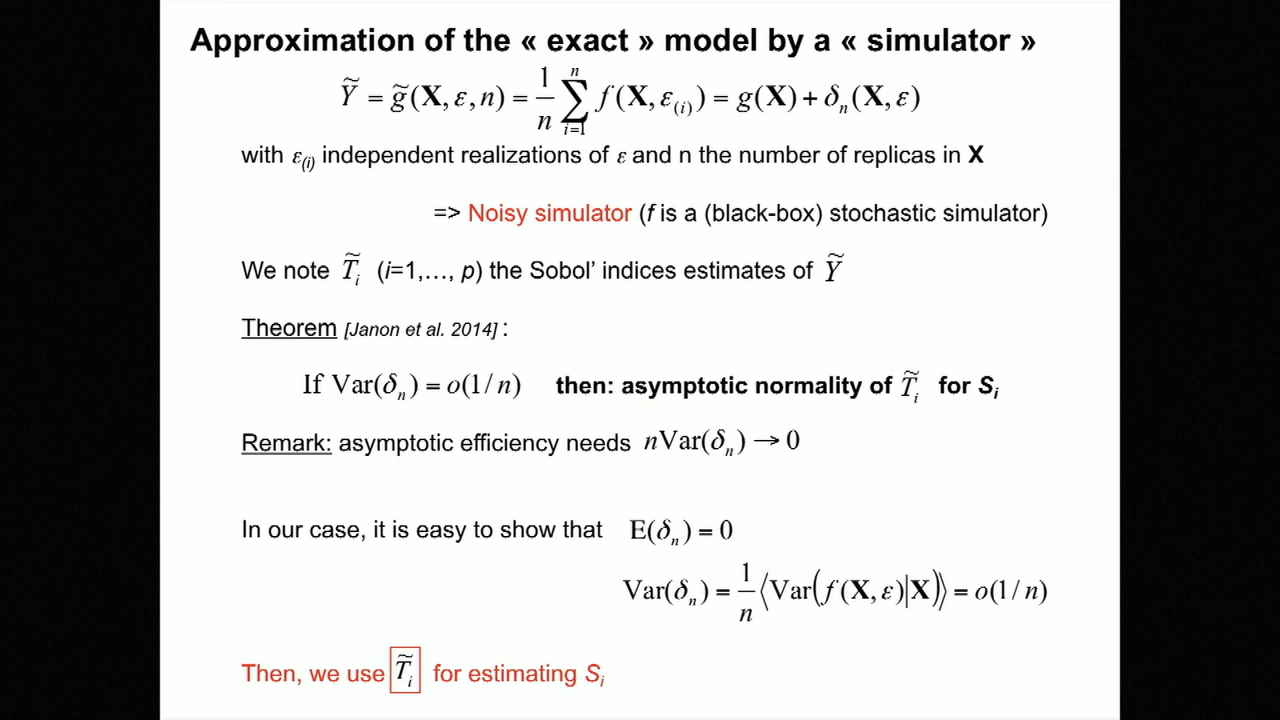 Approximation of the « exact » model by a « simulator »
Ỹ = g̃(X, ε, n) = 1/n ∑_{i=1}^{n} f(X, ε_(i)) = g(X) + δ_n(X, ε)
with ε_(i) independent realizations of ε and n the number of replicas in X
=> Noisy simulator (f is a (black-box) stochastic simulator)
We note T̃_i (i=1,…, p) the Sobol’ indices estimates of Ỹ
Theorem [Janon et al. 2014] :
If Var(δ_n) = o(1/n) then: asymptotic normality of T̃_i for S_i
Remark: asymptotic efficiency needs nVar(δ_n) → 0
In our case, it is easy to show that E(δ_n) = 0
Var(δ_n) = 1/n ⟨Var(f(X, ε)|X)⟩ = o(1/n)
Then, we use T̃_i for estimating S_i